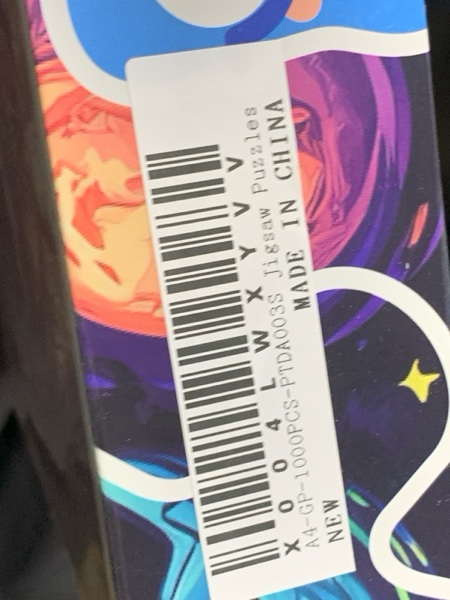 X004LWXYVV
A4-GP-1000PCS-PTDA003S Jigsaw Puzzles
NEW MADE IN CHINA